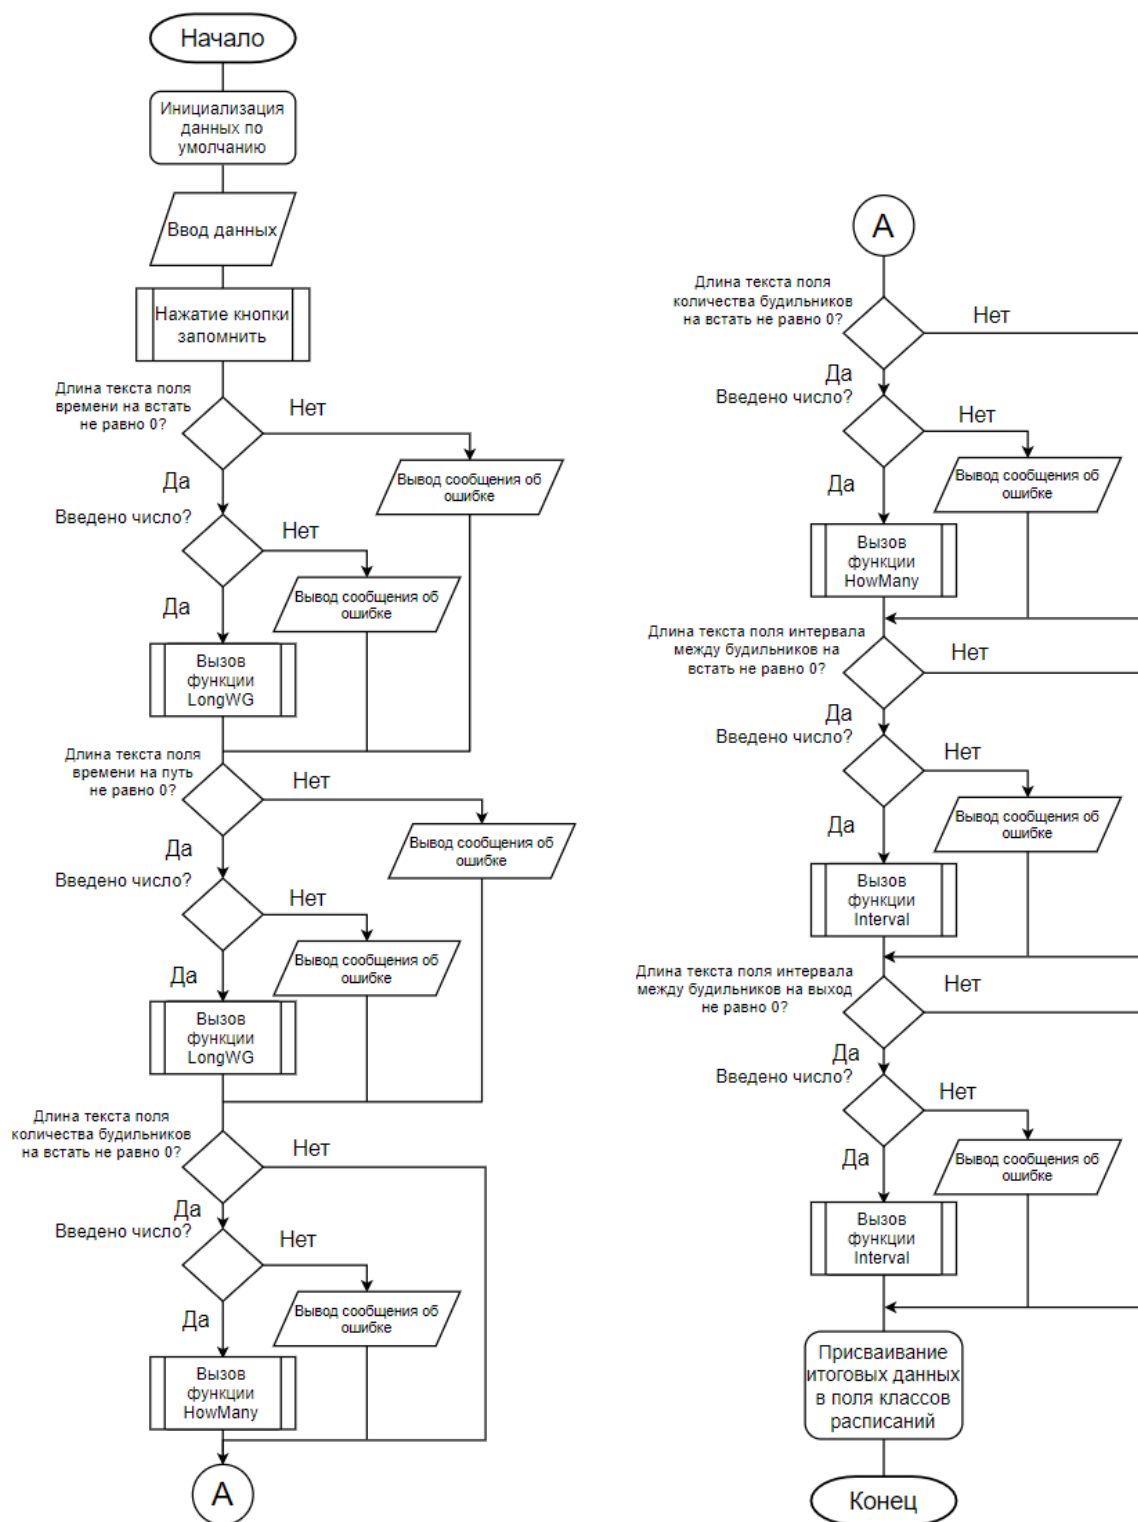 Начало
Инициализация
данных по
умолчанию
Ввод данных
Нажатие кнопки
запомнить
Длина текста поля
времени на встать
не равно 0?
Нет
Вывод сообщения об
ошибке
Да
Введено число?
Нет
Вывод сообщения об
ошибке
Да
Вызов
функции
LongWG
Длина текста поля
времени на путь
не равно 0?
Нет
Вывод сообщения об
ошибке
Да
Введено число?
Нет
Вывод сообщения об
ошибке
Да
Вызов
функции
LongWG
Длина текста поля
количества будильников
на встать не равно 0?
Нет
Да
Введено число?
Нет
Вывод сообщения об
ошибке
Да
Вызов
функции
HowMany
А
А
Длина текста поля
количества будильников
на встать не равно 0?
Нет
Да
Введено число?
Нет
Вывод сообщения об
ошибке
Да
Вызов
функции
HowMany
Длина текста поля интервала
между будильников на
встать не равно 0?
Нет
Да
Введено число?
Нет
Вывод сообщения об
ошибке
Да
Вызов
функции
Interval
Длина текста поля интервала
между будильников на выход
не равно 0?
Нет
Да
Введено число?
Нет
Вывод сообщения об
ошибке
Да
Вызов
функции
Interval
Присваивание
итоговых данных
в поля классов
расписаний
Конец